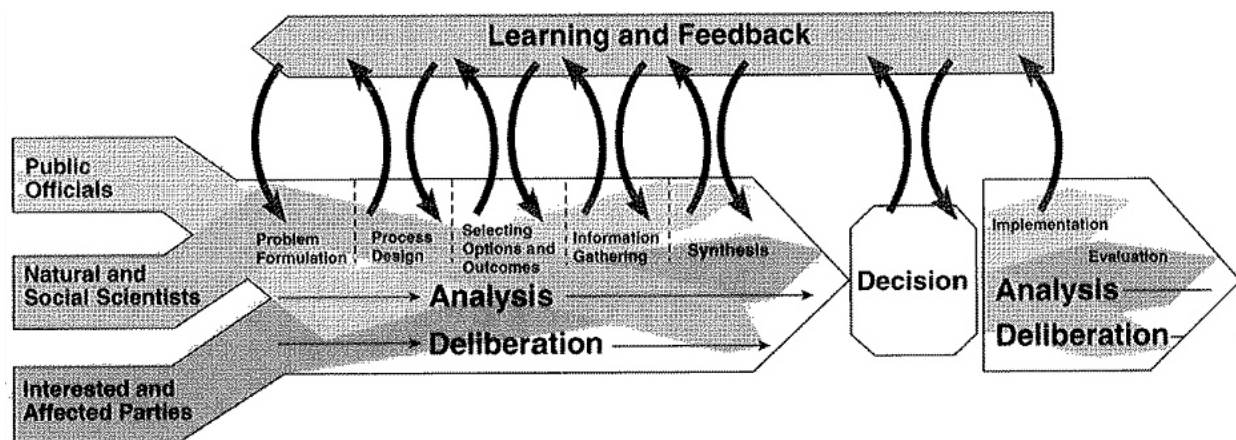 Learning and Feedback
Public
Officials
Natural and
Social Scientists
Interested and
Affected Parties
Problem
Formulation
Process
Design
Selecting
Options and
Outcomes
Information
Gathering
Synthesis
Analysis
Deliberation
Decision
Implementation
Evaluation
Analysis
Deliberation